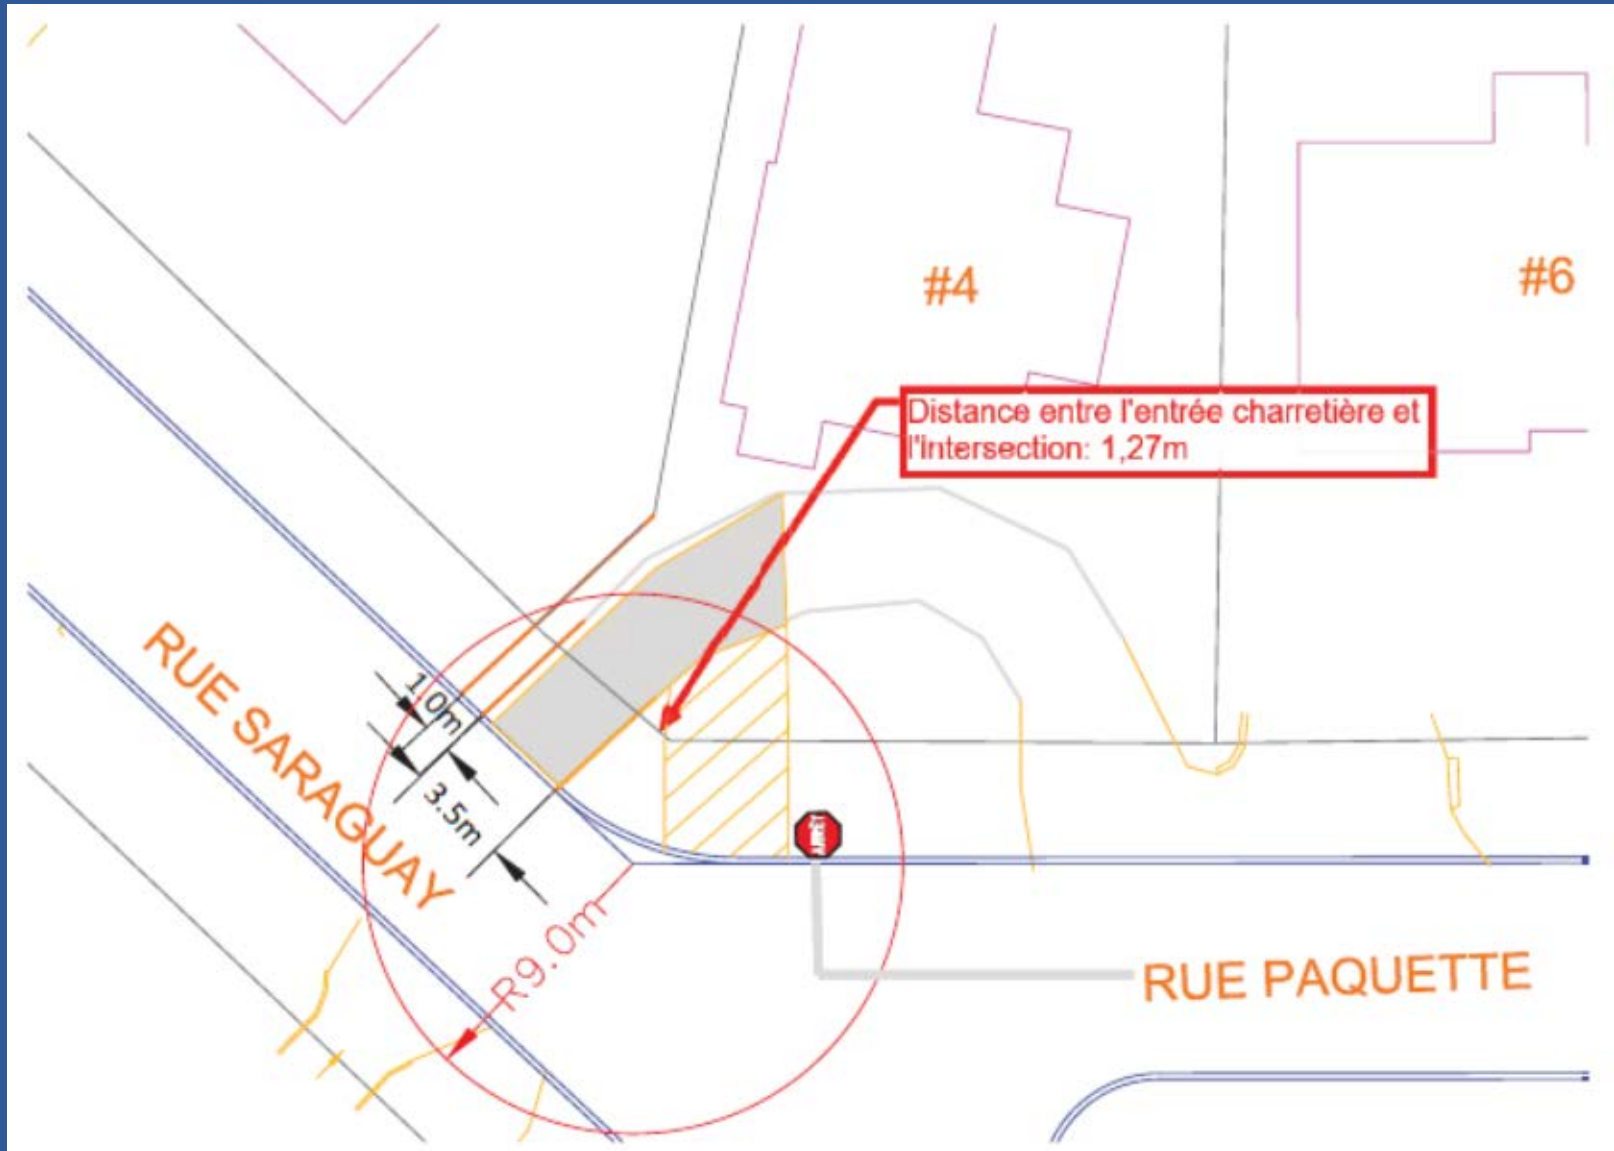 #4
#6
Distance entre l'entrée charretière et
l'intersection: 1,27m
RUE SARAGUAY
1.0m
3.5m
ARRÊT
R9.0m
RUE PAQUETTE